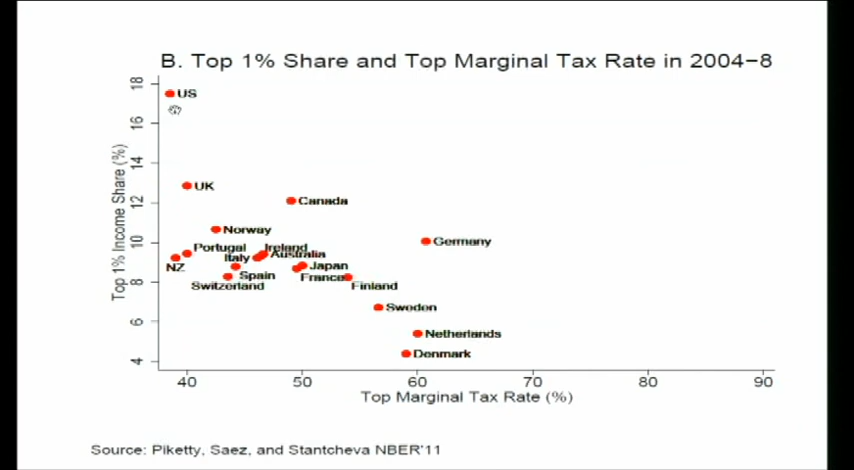 B. Top 1% Share and Top Marginal Tax Rate in 2004−8
18
US
16
14
UK
Canada
12
Norway
10
Germany
Portugal
Ireland
Italy
Australia
NZ
Japan
Spain
France
Switzerland
Finland
8
Sweden
6
Netherlands
Denmark
4
Top 1% Income Share (%)
40 50 60 70 80 90
Top Marginal Tax Rate (%)
Source: Piketty, Saez, and Stantcheva NBER'11